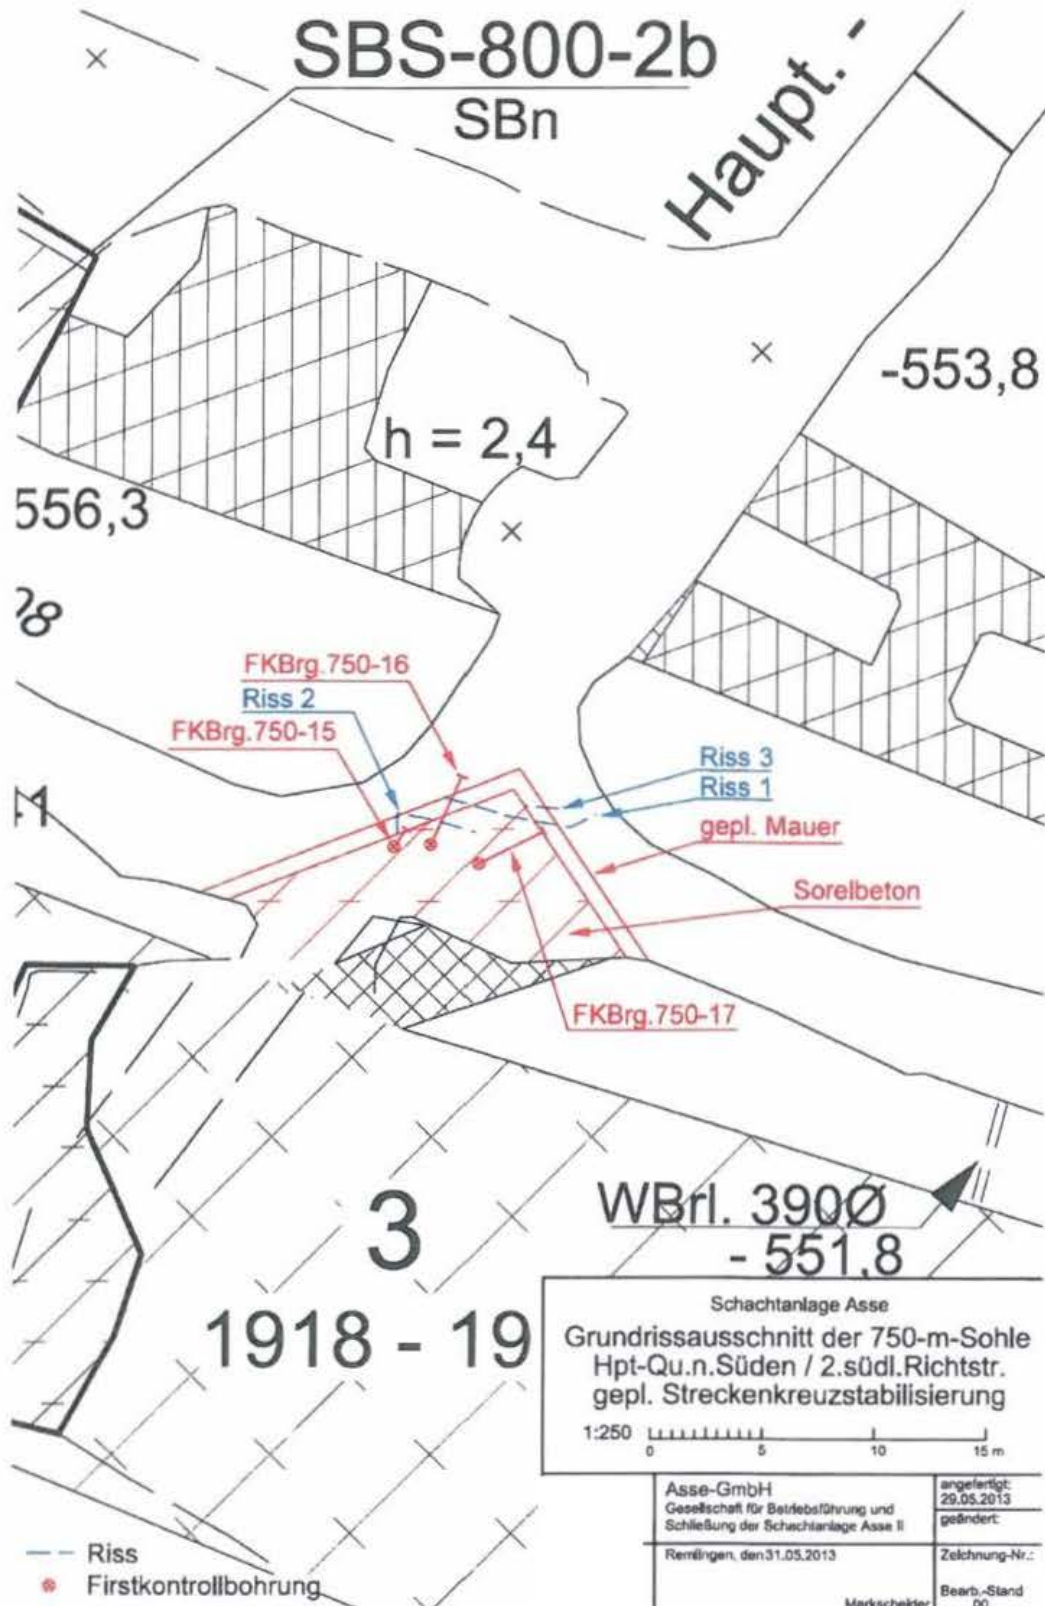 SBS-800-2b
SBn
Haupt. -
-553,8
h = 2,4
556,3
FKBrg.750-16
Riss 2
FKBrg.750-15
Riss 3
Riss 1
gepl. Mauer
Sorelbeton
FKBrg.750-17
3
1918 - 19
WBrl. 390Ø
- 551,8
Schachtanlage Asse
Grundrissausschnitt der 750-m-Sohle
Hpt-Qu.n.Süden / 2.südl.Richtstr.
gepl. Streckenkreuzstabilisierung
1:250
0 5 10 15 m
Asse-GmbH
Gesellschaft für Betriebsführung und
Schließung der Schachtanlage Asse II
angefertigt:
29.05.2013
geändert:
Remlingen, den 31.05.2013
Zeichnung-Nr.:
Markscheider
Bearb.-Stand
00
Riss
Firstkontrollbohrung